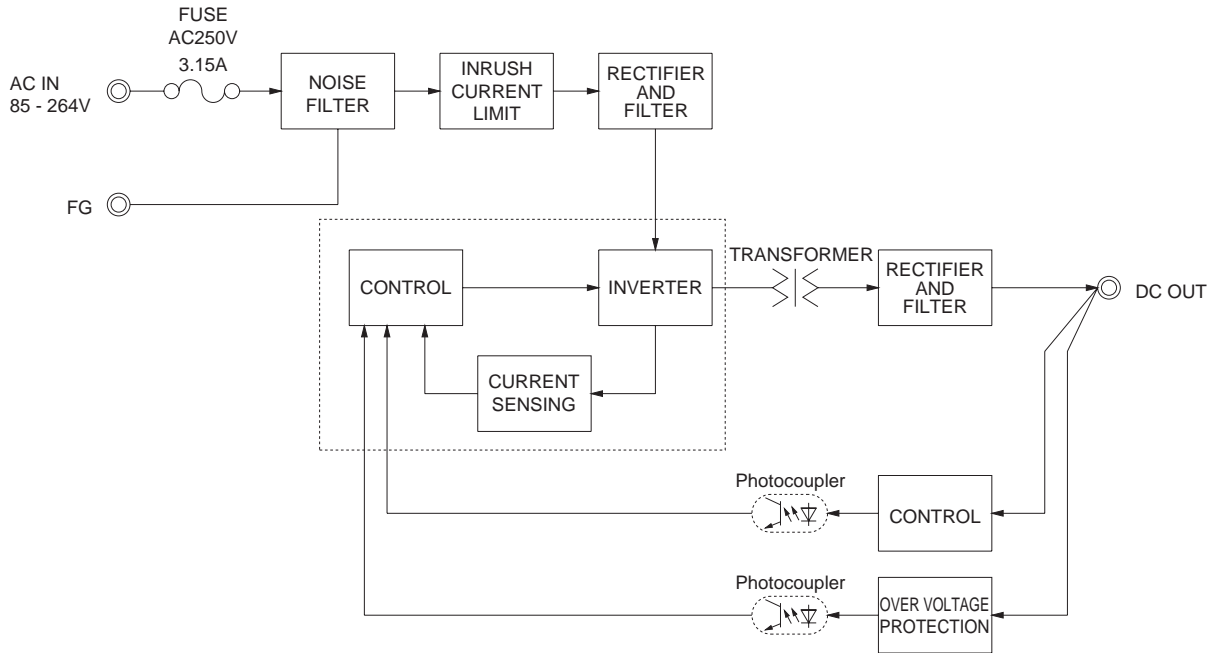 FUSE
AC250V
3.15A
AC IN
85 - 264V
NOISE
FILTER
INRUSH
CURRENT
LIMIT
RECTIFIER
AND
FILTER
FG
CONTROL
INVERTER
TRANSFORMER
RECTIFIER
AND
FILTER
DC OUT
CURRENT
SENSING
Photocoupler
CONTROL
Photocoupler
OVER VOLTAGE
PROTECTION